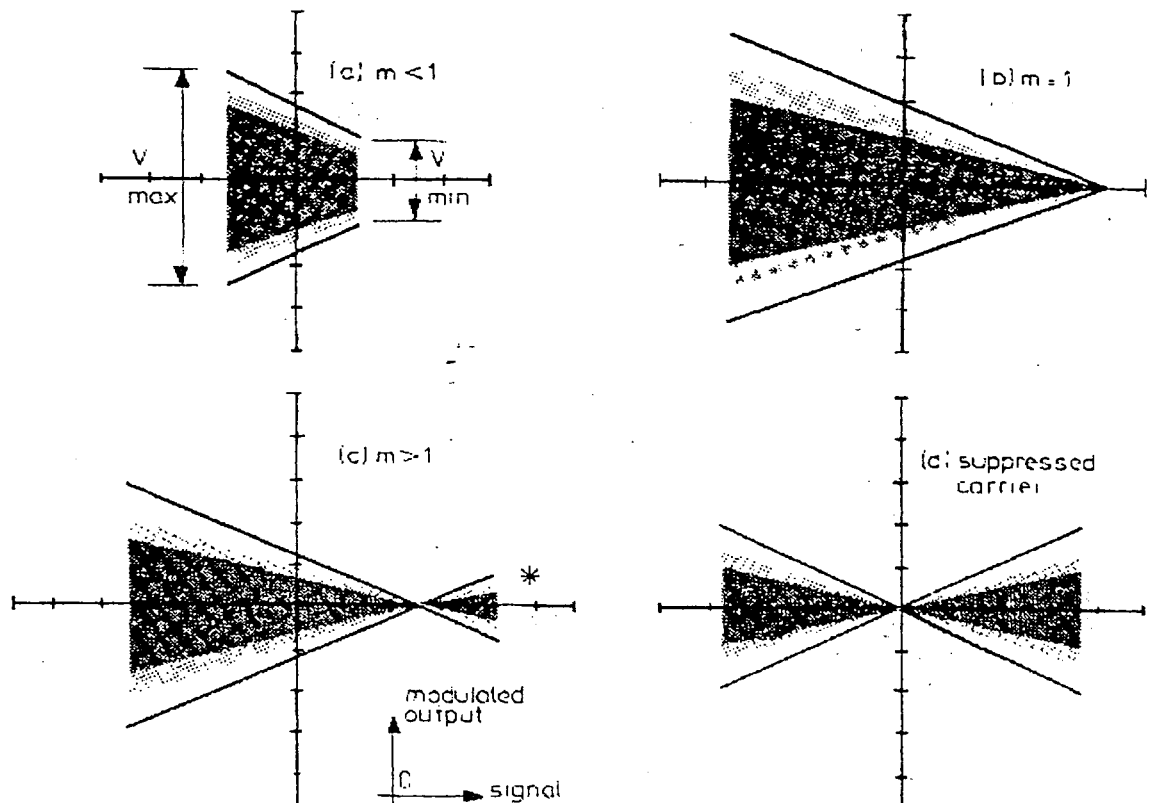 (a) m < 1
V
max
V
min
(b) m = 1
(c) m > 1
*
(d) suppressed
carrier
modulated
output
0
signal